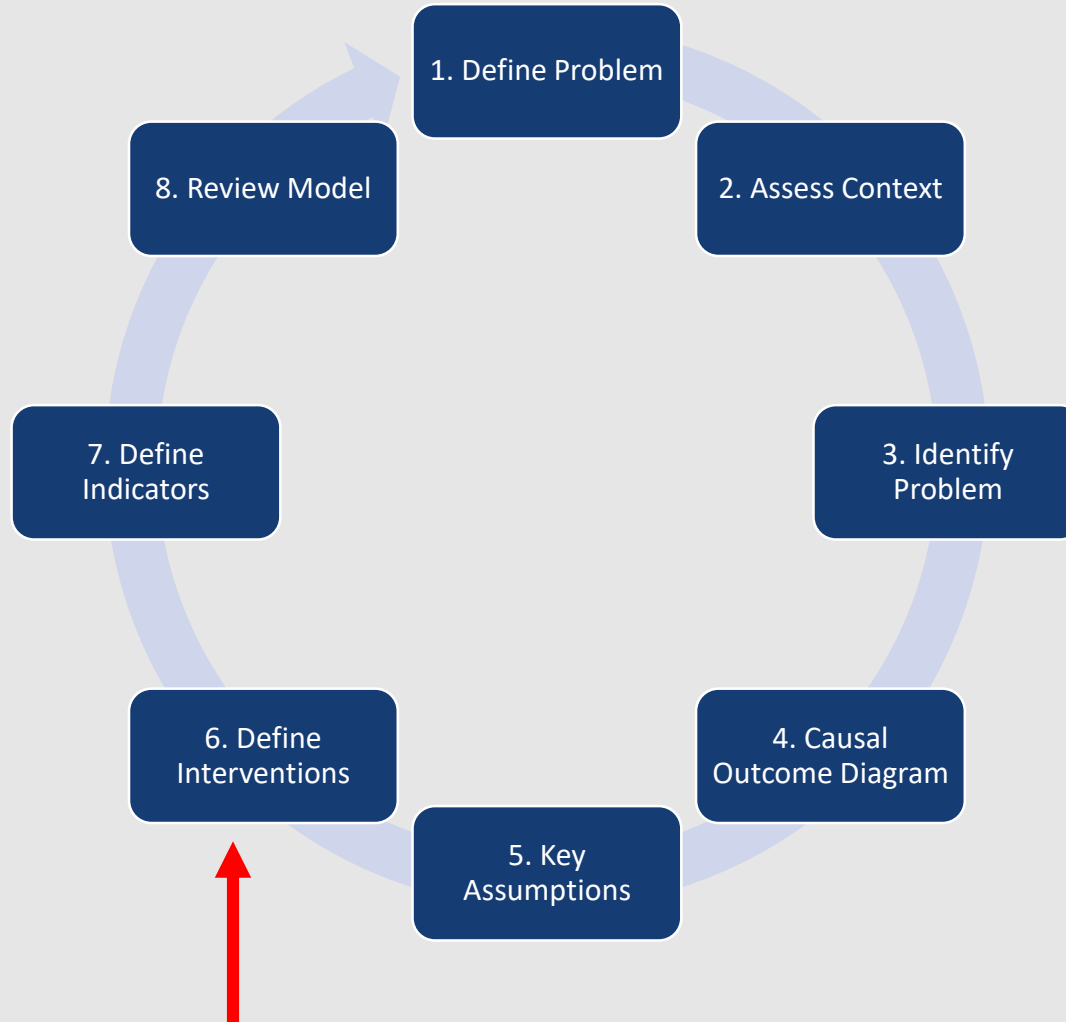 1. Define Problem
2. Assess Context
3. Identify
Problem
4. Causal
Outcome Diagram
5. Key
Assumptions
6. Define
Interventions
7. Define
Indicators
8. Review Model